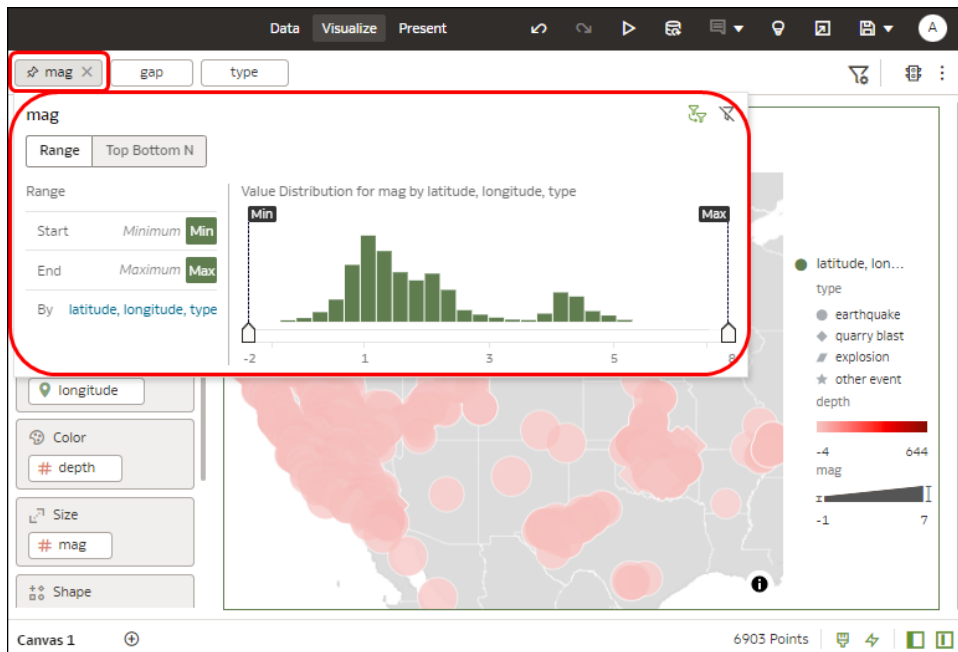 Data Visualize Present A
mag gap type
mag
Range Top Bottom N
Range
Start Minimum Min
End Maximum Max
By latitude, longitude, type
Value Distribution for mag by latitude, longitude, type
Min Max
-2 1 3 5 8
longitude
Color
# depth
Size
# mag
Shape
latitude, lon...
type
earthquake
quarry blast
explosion
other event
depth
-4 644
mag
-1 7
Canvas 1
6903 Points